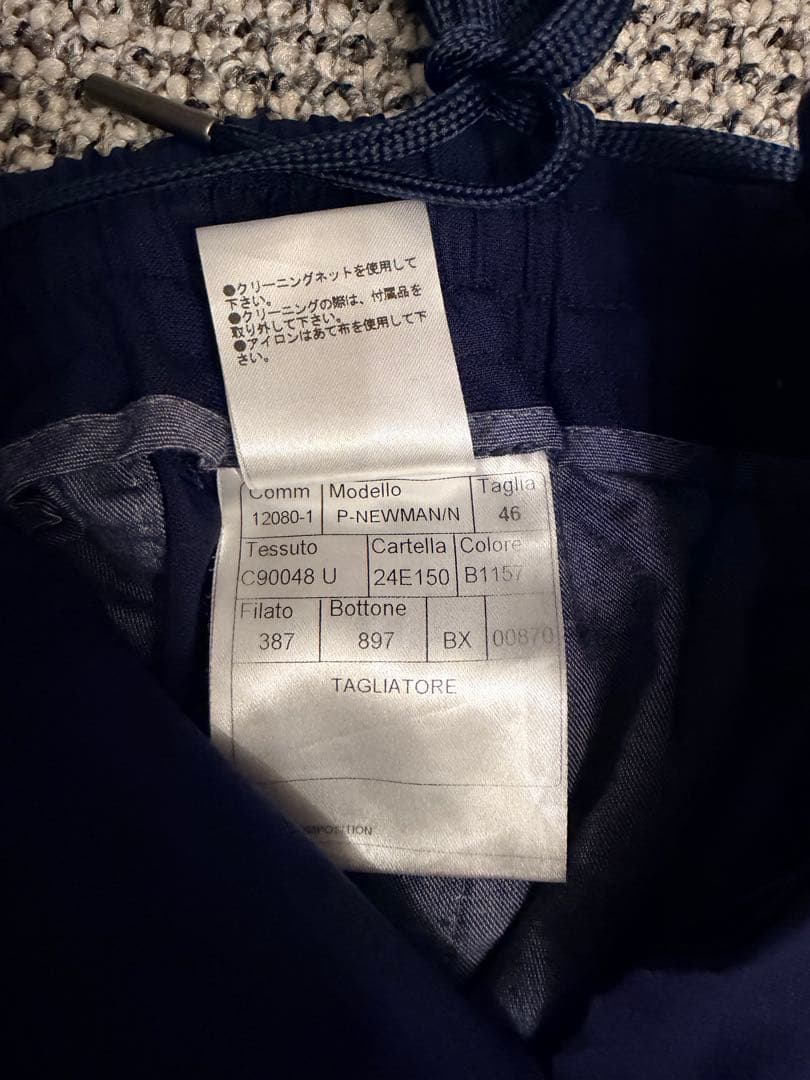 ●クリーニングネットを使用して
下さい。
●クリーニングの際は、付属品を
取り外して下さい。
●アイロンはあて布を使用して下
さい。
Comm Modello Taglia
12080-1 P-NEWMAN/N 46
Tessuto Cartella Colore
C90048 U 24E150 B1157
Filato Bottone
387 897 BX 00870
TAGLIATORE